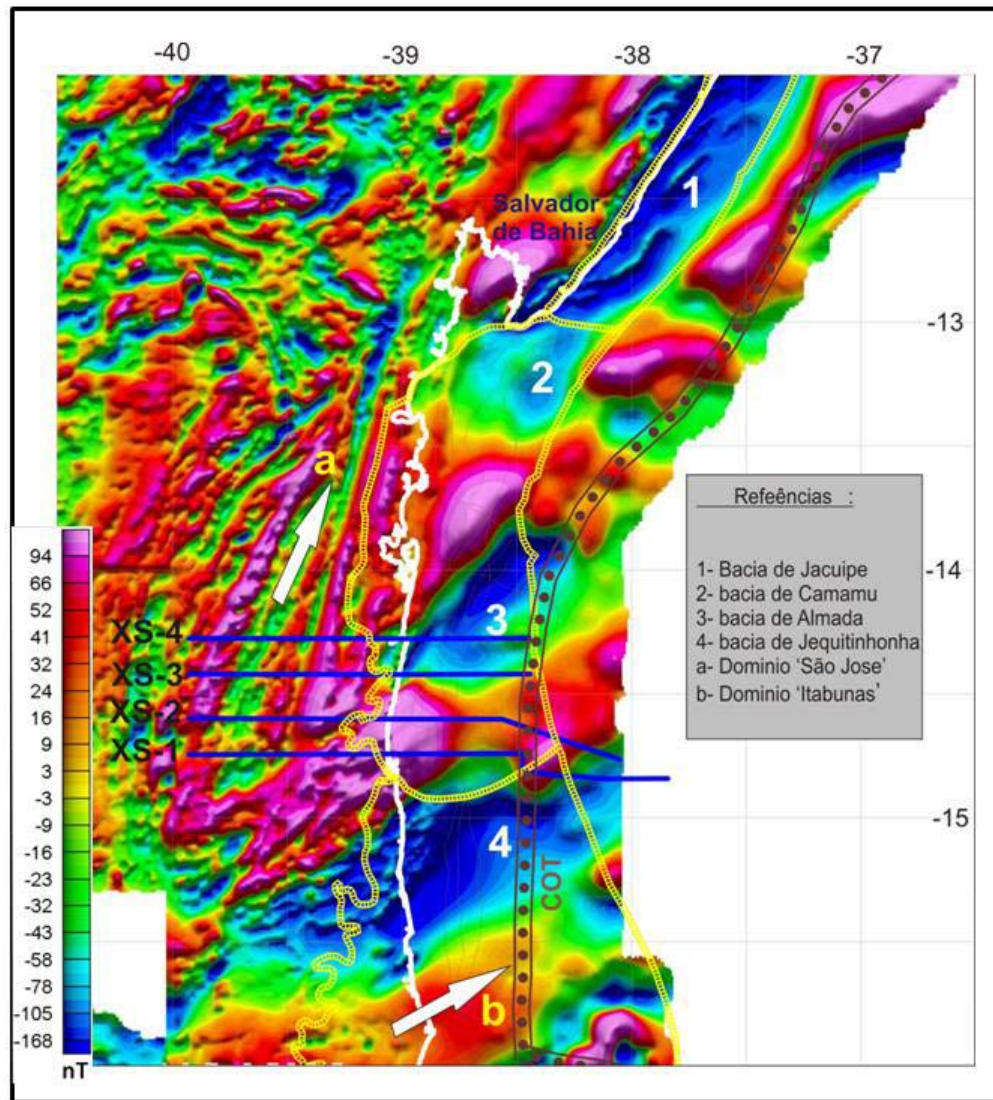 -40 -39 -38 -37
1
Salvador
de Bahia
-13
2
a
Refeências :
1- Bacia de Jacuipe
2- bacia de Camamu
3- bacia de Almada
4- bacia de Jequitinhonha
a- Dominio 'São Jose'
b- Dominio 'Itabunas'
94
66
52
41
32
24
16
9
3
-3
-9
-16
-23
-32
-43
-58
-78
-105
-168
nT
-14
3
XS-4
XS-3
XS-2
XS-1
-15
4
COT
b